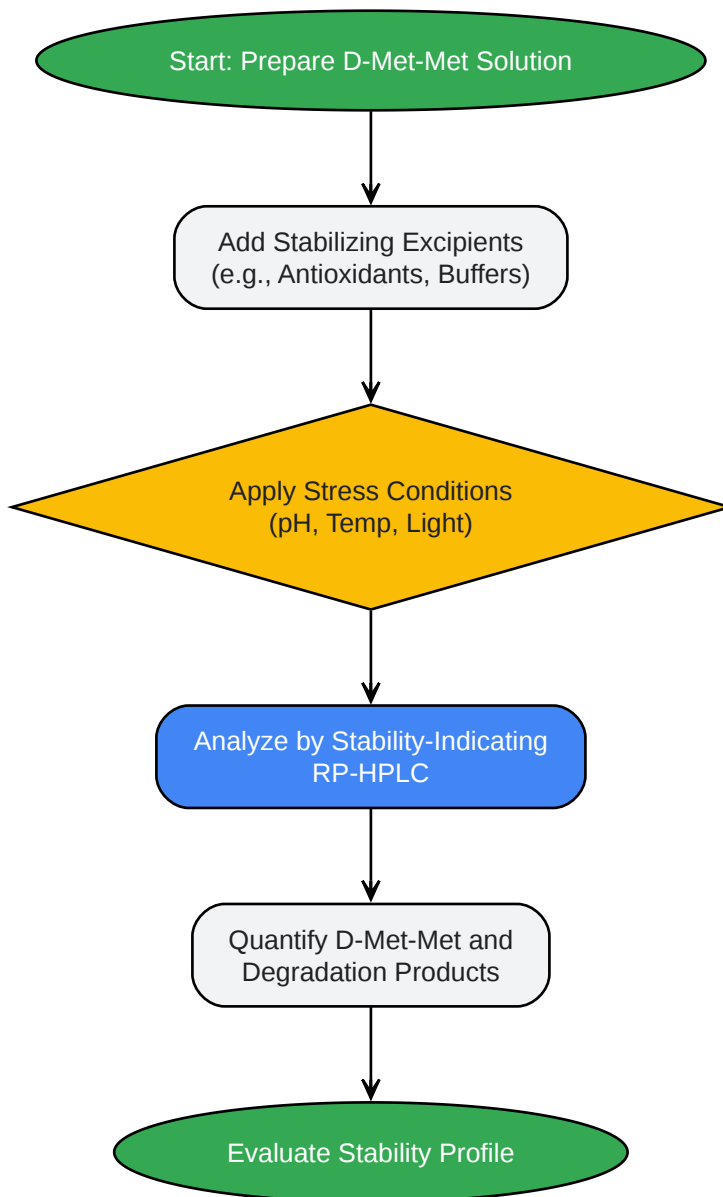 Start: Prepare D-Met-Met Solution
Add Stabilizing Excipients
(e.g., Antioxidants, Buffers)
Apply Stress Conditions
(pH, Temp, Light)
Analyze by Stability-Indicating
RP-HPLC
Quantify D-Met-Met and
Degradation Products
Evaluate Stability Profile